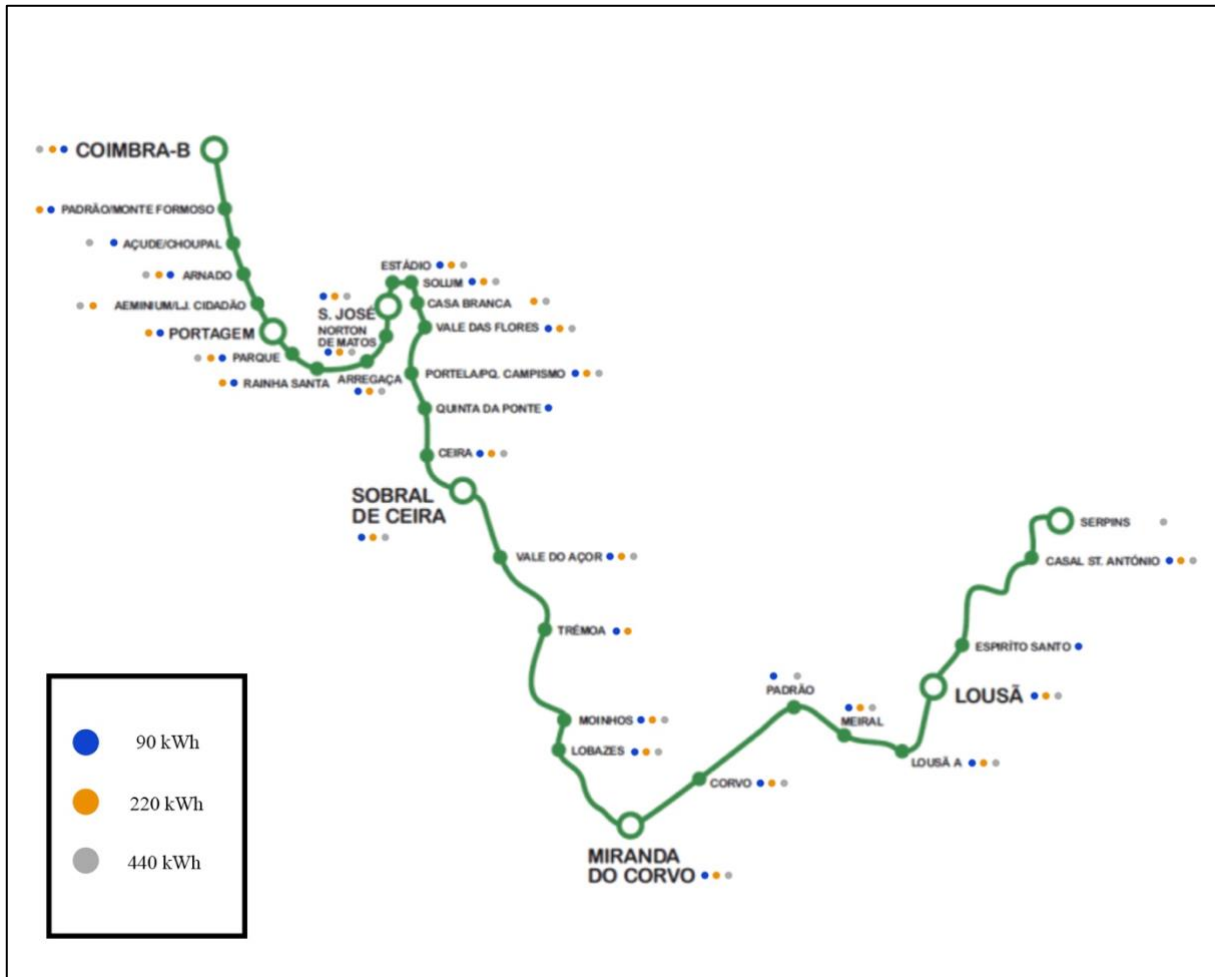 COIMBRA-B
PADRÃO/MONTE FORMOSO
AÇUDE/CHOUPAL
ARNADO
AEMINIUM/LJ. CIDADÃO
PORTAGEM
PARQUE
RAINHA SANTA
ARREGAÇA
NORTON
DE MATOS
S. JOSÉ
ESTÁDIO
SOLUM
CASA BRANCA
VALE DAS FLORES
PORTELA/PQ. CAMPISMO
QUINTA DA PONTE
CEIRA
SOBRAL
DE CEIRA
VALE DO AÇOR
TRÉMOA
MOINHOS
LOBAZES
MIRANDA
DO CORVO
CORVO
PADRÃO
MEIRAL
LOUSÃ A
LOUSÃ
ESPIRÍTO SANTO
CASAL ST. ANTÓNIO
SERPINS
90 kWh
220 kWh
440 kWh